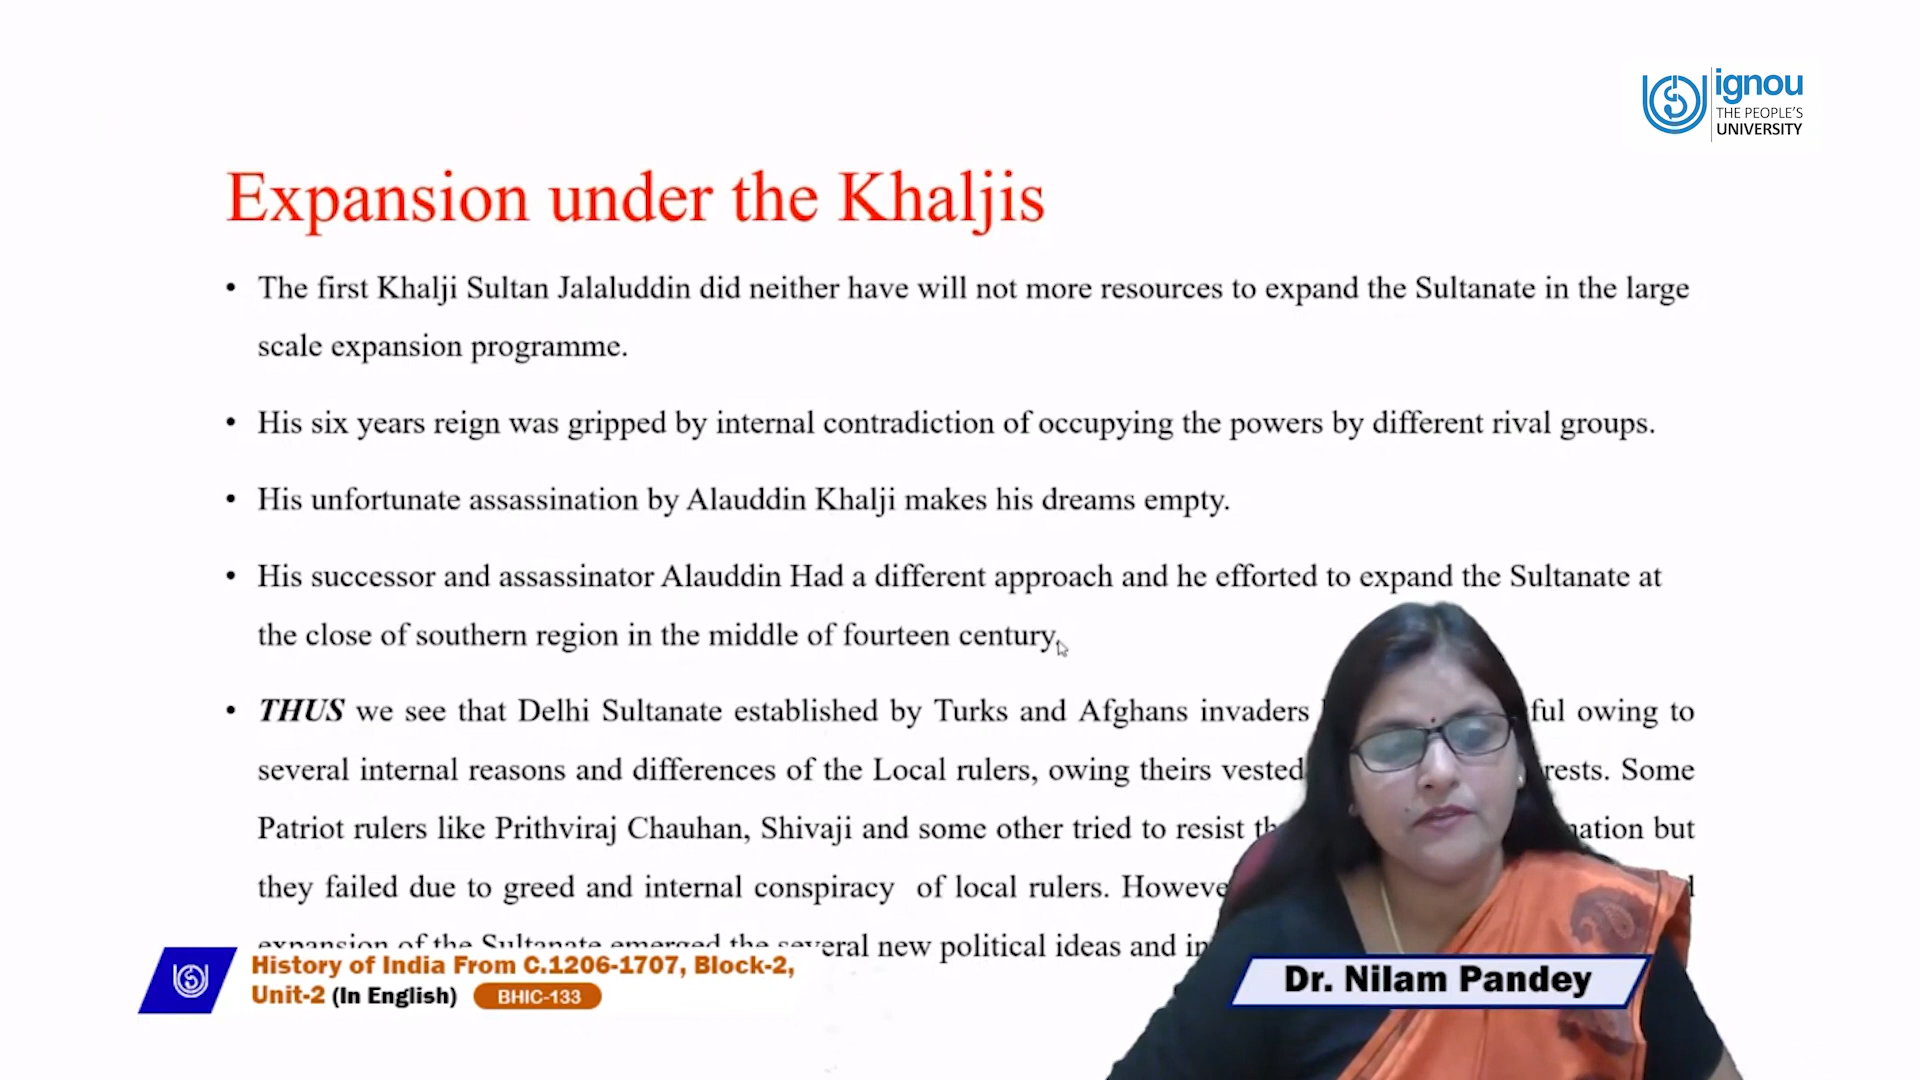 ignou
THE PEOPLE'S
UNIVERSITY
Expansion under the Khaljis
• The first Khalji Sultan Jalaluddin did neither have will not more resources to expand the Sultanate in the large
scale expansion programme.
• His six years reign was gripped by internal contradiction of occupying the powers by different rival groups.
• His unfortunate assassination by Alauddin Khalji makes his dreams empty.
• His successor and assassinator Alauddin Had a different approach and he efforted to expand the Sultanate at
the close of southern region in the middle of fourteen century.
• THUS we see that Delhi Sultanate established by Turks and Afghans invaders owing to
several internal reasons and differences of the Local rulers, owing theirs vested Some
Patriot rulers like Prithviraj Chauhan, Shivaji and some other tried to resist but
they failed due to greed and internal conspiracy of local rulers.
expansion of the Sultanate emerged the several new political ideas and
History of India From C.1206-1707, Block-2,
Unit-2 (In English) BHIC-133
Dr. Nilam Pandey